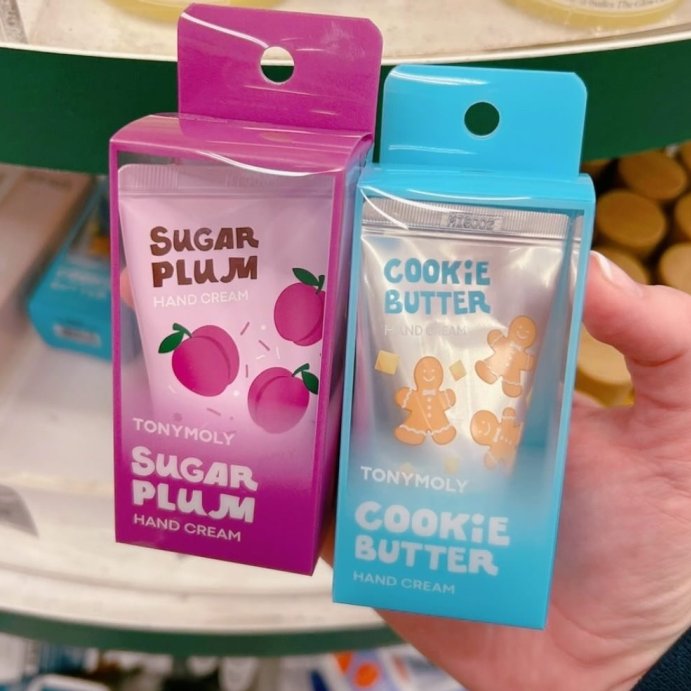 SUGAR
PLUM
HAND CREAM
TONYMOLY
SUGAR
PLUM
HAND CREAM
COOKiE
BUTTER
HAND CREAM
TONYMOLY
COOKiE
BUTTER
HAND CREAM